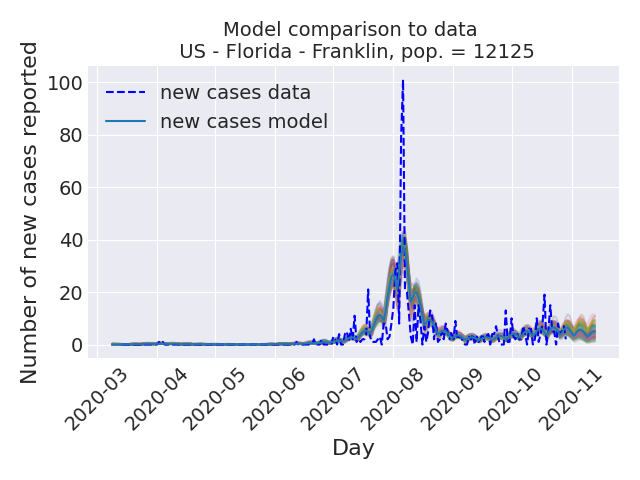 Model comparison to data
US - Florida - Franklin, pop. = 12125
Number of new cases reported
100
80
60
40
20
0
new cases data
new cases model
2020-03
2020-04
2020-05
2020-06
2020-07
2020-08
2020-09
2020-10
2020-11
Day